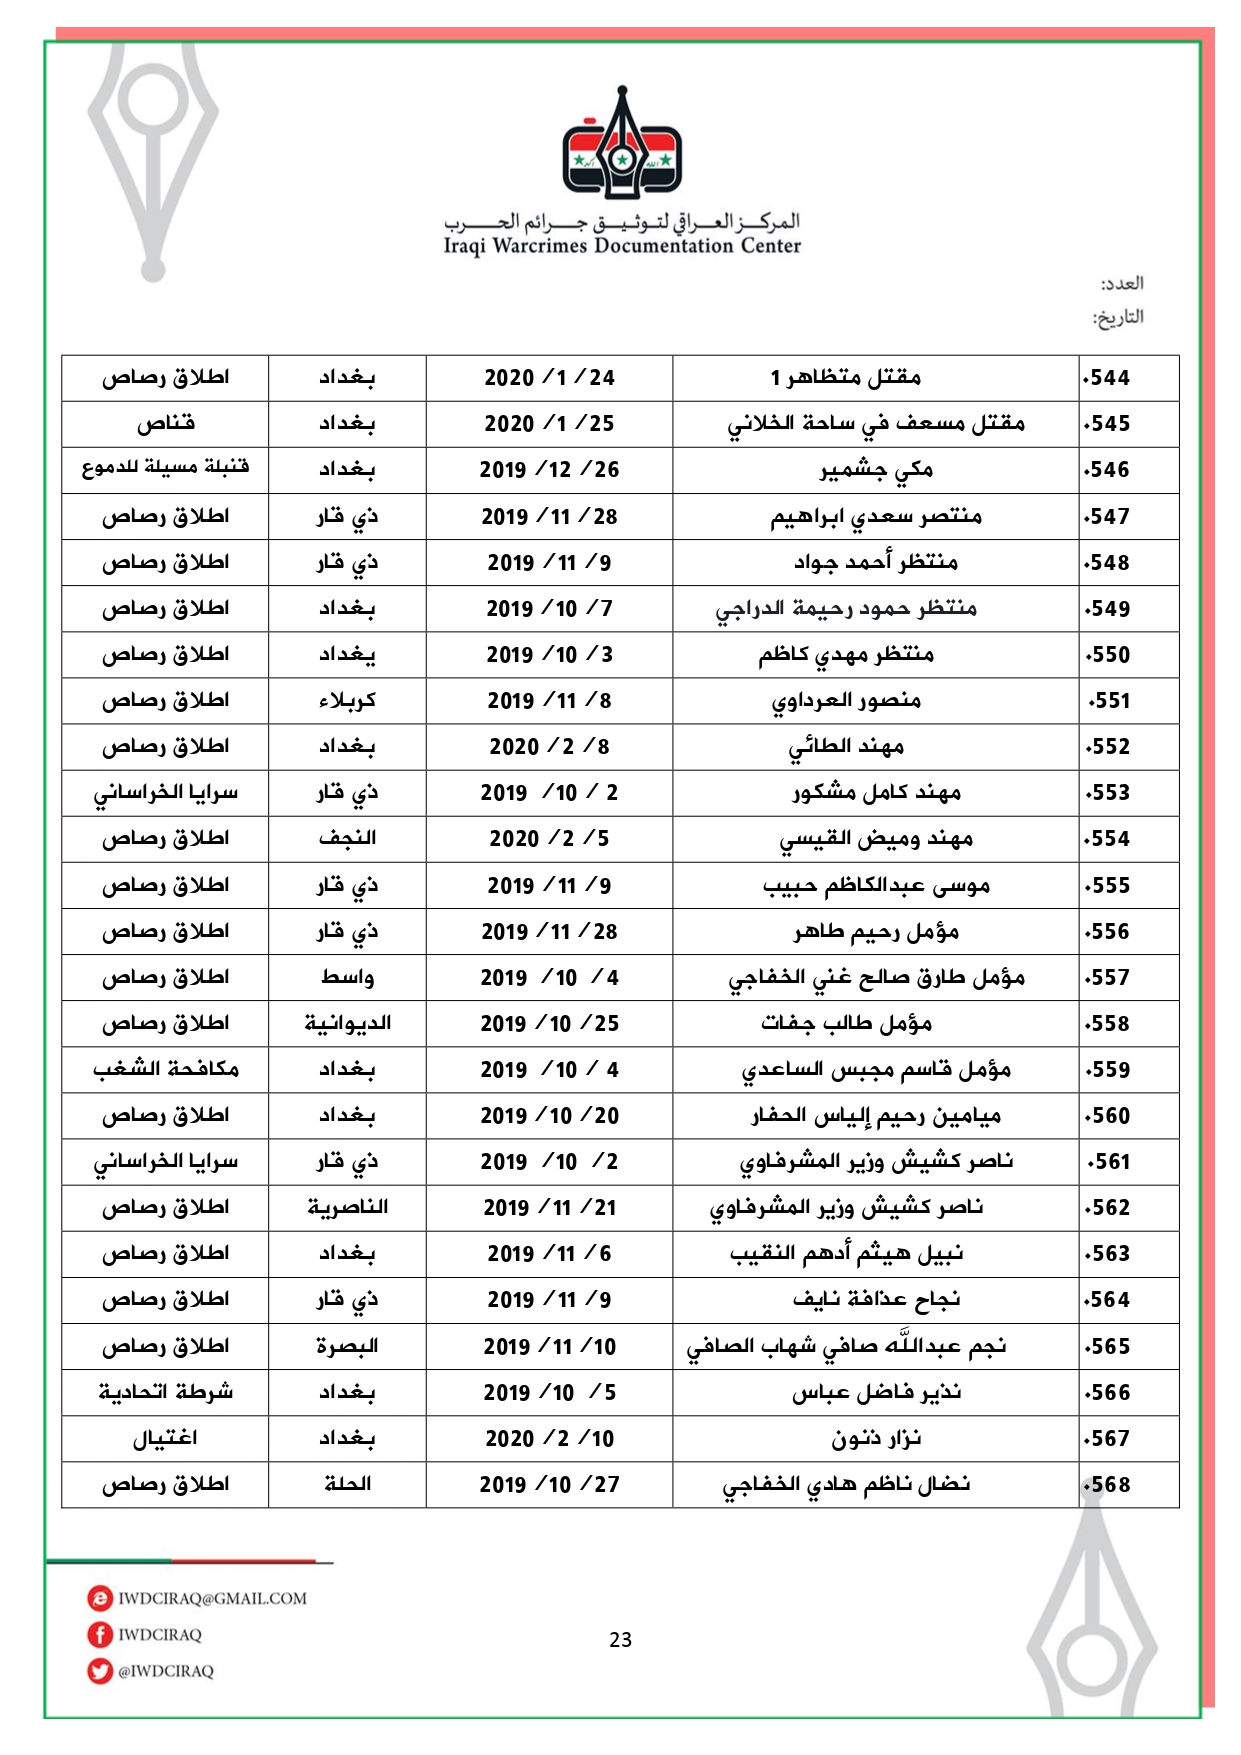 المركز العراقي لتوثيق جرائم الحرب
Iraqi Warcrimes Documentation Center
العدد:
التاريخ:
544. مقتل متظاهر 1 24/ 1/ 2020 بغداد اطلاق رصاص
545. مقتل مسعف في ساحة الخلاني 25/ 1/ 2020 بغداد قناص
546. مكي جشمير 26/ 12/ 2019 بغداد قنبلة مسيلة للدموع
547. منتصر سعدي ابراهيم 28/ 11/ 2019 ذي قار اطلاق رصاص
548. منتظر أحمد جواد 9/ 11/ 2019 ذي قار اطلاق رصاص
549. منتظر حمود رحيمة الدراجي 7/ 10/ 2019 بغداد اطلاق رصاص
550. منتظر مهدي كاظم 3/ 10/ 2019 يغداد اطلاق رصاص
551. منصور العرداوي 8/ 11/ 2019 كربلاء اطلاق رصاص
552. مهند الطائي 8/ 2/ 2020 بغداد اطلاق رصاص
553. مهند كامل مشكور 2 / 10/ 2019 ذي قار سرايا الخراساني
554. مهند وميض القيسي 5/ 2/ 2020 النجف اطلاق رصاص
555. موسى عبدالكاظم حبيب 9/ 11/ 2019 ذي قار اطلاق رصاص
556. مؤمل رحيم طاهر 28/ 11/ 2019 ذي قار اطلاق رصاص
557. مؤمل طارق صالح غني الخفاجي 4/ 10/ 2019 واسط اطلاق رصاص
558. مؤمل طالب جفات 25/ 10/ 2019 الديوانية اطلاق رصاص
559. مؤمل قاسم مجبس الساعدي 4 / 10/ 2019 بغداد مكافحة الشغب
560. ميامين رحيم إلياس الحفار 20/ 10/ 2019 بغداد اطلاق رصاص
561. ناصر كشيش وزير المشرفاوي 2/ 10/ 2019 ذي قار سرايا الخراساني
562. ناصر كشيش وزير المشرفاوي 21/ 11/ 2019 الناصرية اطلاق رصاص
563. نبيل هيثم أدهم النقيب 6/ 11/ 2019 بغداد اطلاق رصاص
564. نجاح عذافة نايف 9/ 11/ 2019 ذي قار اطلاق رصاص
565. نجم عبدالله صافي شهاب الصافي 10/ 11/ 2019 البصرة اطلاق رصاص
566. نذير فاضل عباس 5/ 10/ 2019 بغداد شرطة اتحادية
567. نزار ذنون 10/ 2/ 2020 بغداد اغتيال
568. نضال ناظم هادي الخفاجي 27/ 10/ 2019 الحلة اطلاق رصاص
IWDCIRAQ@GMAIL.COM
IWDCIRAQ
@IWDCIRAQ
23